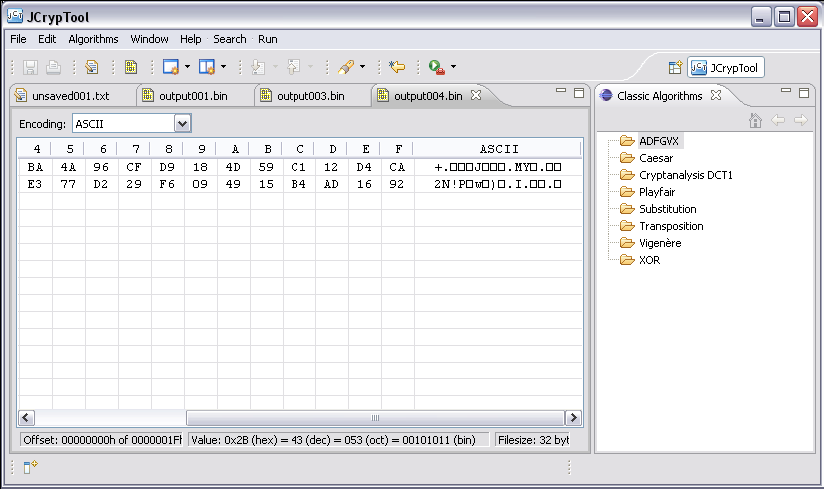 JCrypTool
File Edit Algorithms Window Help Search Run
JCrypTool
unsaved001.txt output001.bin output003.bin output004.bin
Classic Algorithms
Encoding: ASCII
4 5 6 7 8 9 A B C D E F ASCII
BA 4A 96 CF D9 18 4D 59 C1 12 D4 CA +.□□□J□□□.MY□.□□
E3 77 D2 29 F6 09 49 15 B4 AD 16 92 2N!P□w□)□.I.□□.□
ADFGVX
Caesar
Cryptanalysis DCT1
Playfair
Substitution
Transposition
Vigenère
XOR
Offset: 00000000h of 0000001Fh Value: 0x2B (hex) = 43 (dec) = 053 (oct) = 00101011 (bin) Filesize: 32 byt